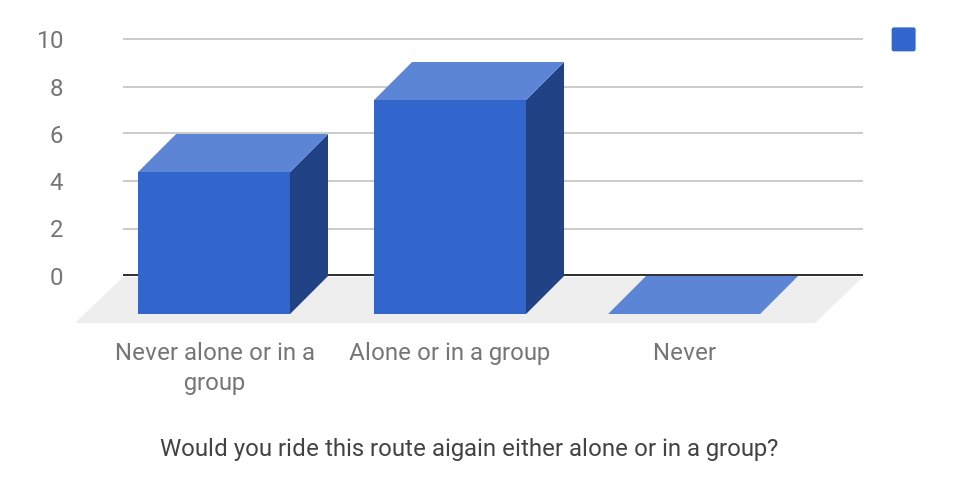 10
8
6
4
2
0
Never alone or in a
group
Alone or in a group
Never
Would you ride this route aigain either alone or in a group?